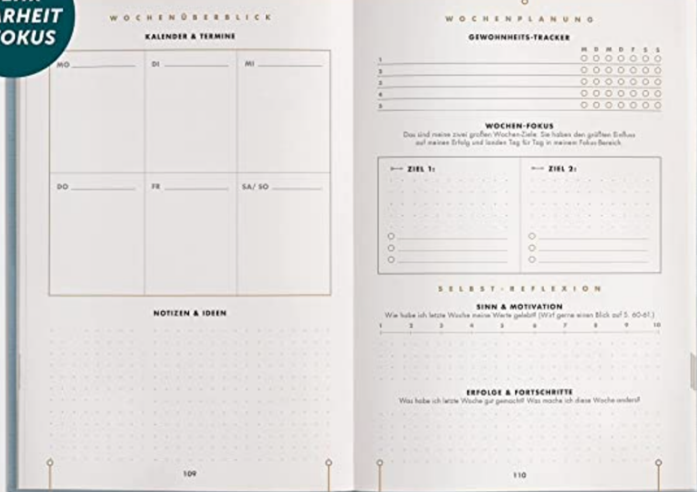 ARHEIT
OKUS
WOCHENÜBERBLICK
KALENDER & TERMINE
MO
DI
MI
DO
FR
SA/ SO
NOTIZEN & IDEEN
109
WOCHENPLANUNG
GEWOHNHEITS-TRACKER
M D M D F S S
1
2
3
4
5
WOCHEN-FOKUS
Das sind meine zwei großen Wochen-Ziele. Sie haben den größten Einfluss
auf meinen Erfolg und landen Tag für Tag in meinem Fokus-Bereich.
ZIEL 1:
ZIEL 2:
SELBST-REFLEXION
SINN & MOTIVATION
Wie habe ich letzte Woche meine Werte gelebt? (Wirf gerne einen Blick auf S. 60-61.)
1 2 3 4 5 6 7 8 9 10
ERFOLGE & FORTSCHRITTE
Was habe ich letzte Woche gut gemacht? Was mache ich diese Woche anders?
110